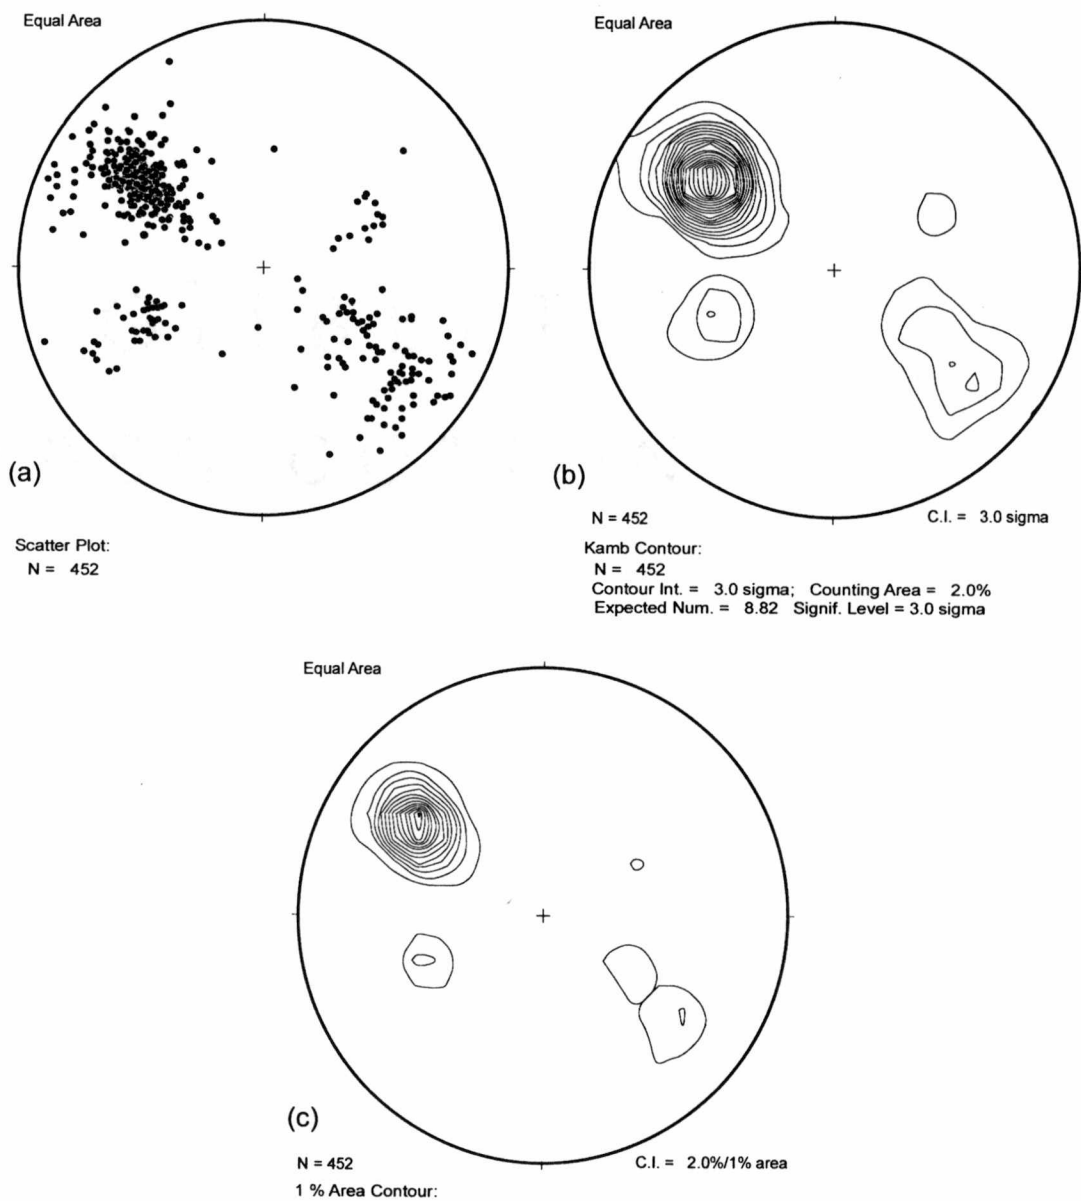 Equal Area
(a)
Scatter Plot:
N = 452
Equal Area
(b)
N = 452 C.I. = 3.0 sigma
Kamb Contour:
N = 452
Contour Int. = 3.0 sigma; Counting Area = 2.0%
Expected Num. = 8.82 Signif. Level = 3.0 sigma
Equal Area
(c)
N = 452 C.I. = 2.0%/1% area
1 % Area Contour: